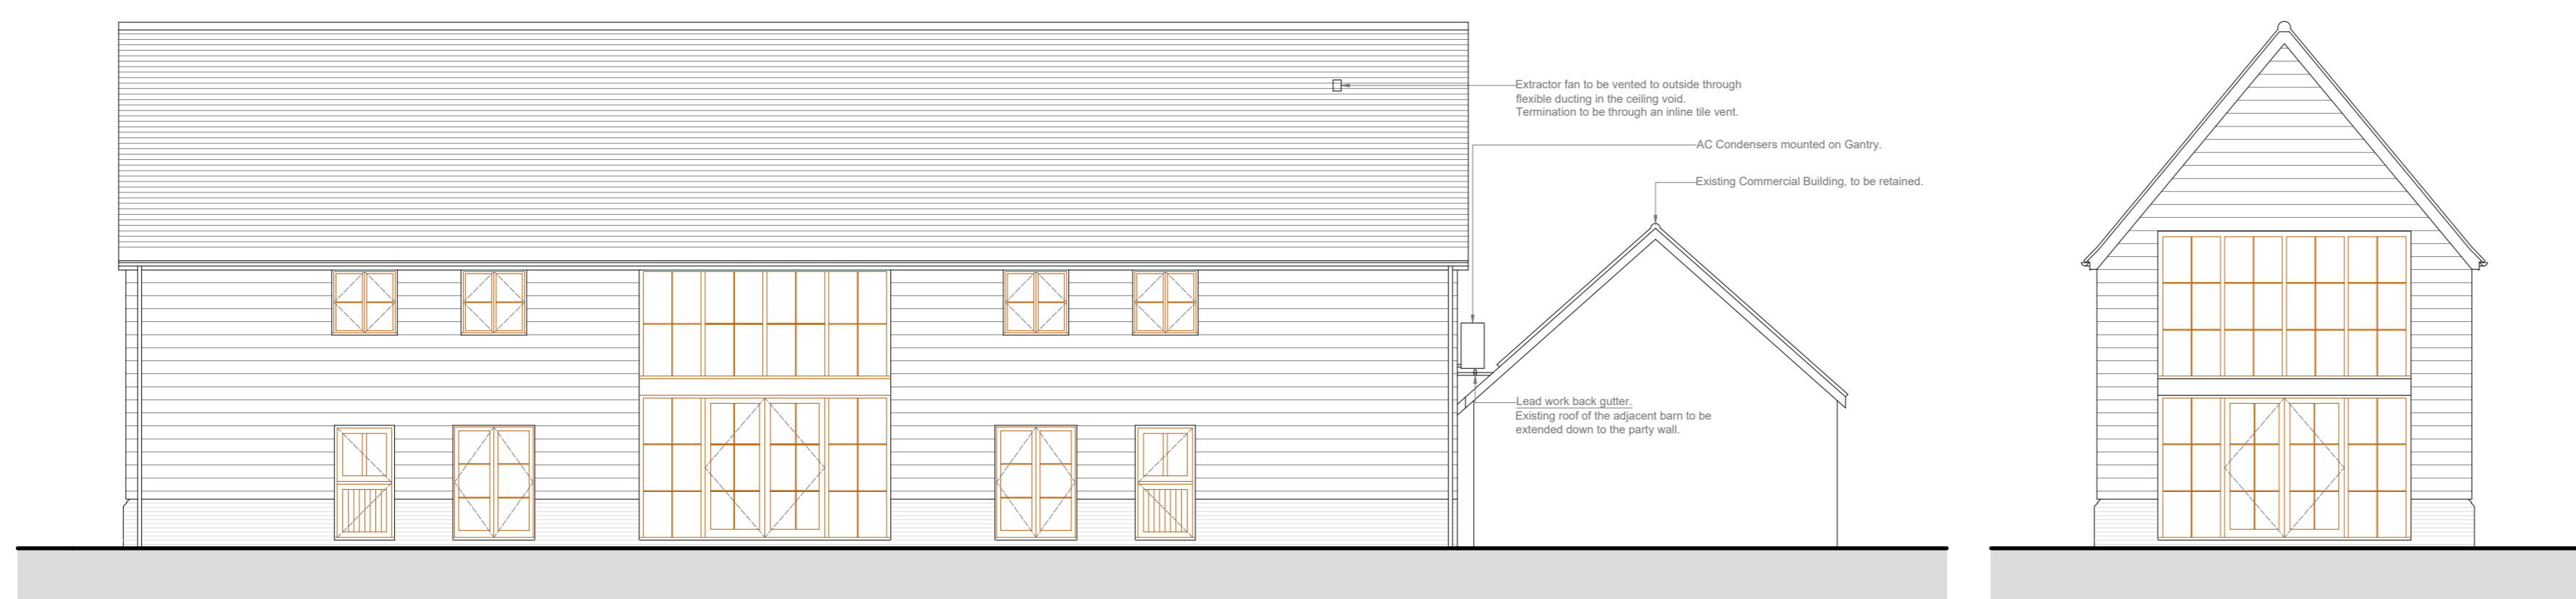 Extractor fan to be vented to outside through
flexible ducting in the ceiling void.
Termination to be through an inline tile vent.
AC Condensers mounted on Gantry.
Existing Commercial Building, to be retained.
Lead work back gutter.
Existing roof of the adjacent barn to be
extended down to the party wall.